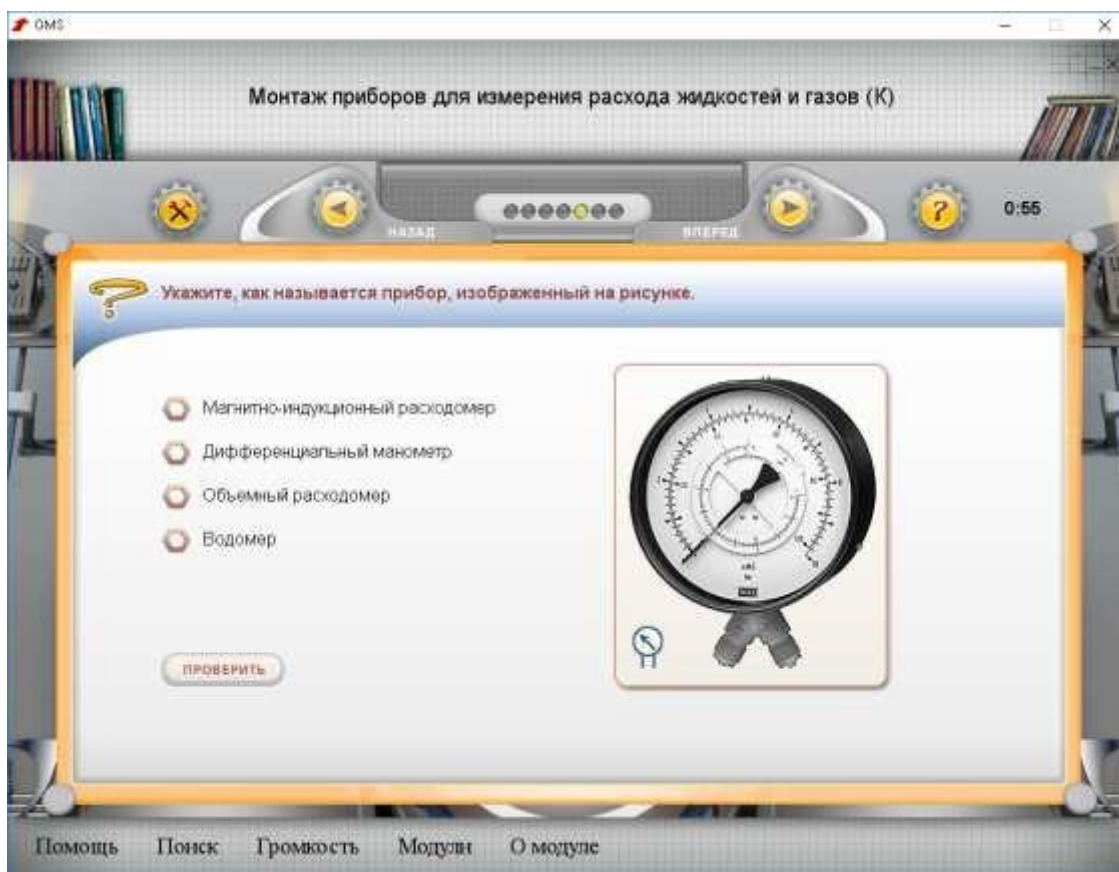 OMS
Монтаж приборов для измерения расхода жидкостей и газов (К)
НАЗАД
ВПЕРЕД
0:55
Укажите, как называется прибор, изображенный на рисунке.
Магнитно-индукционный расходомер
Дифференциальный манометр
Объемный расходомер
Водомер
ПРОВЕРИТЬ
Помощь Поиск Громкость Модули О модуле